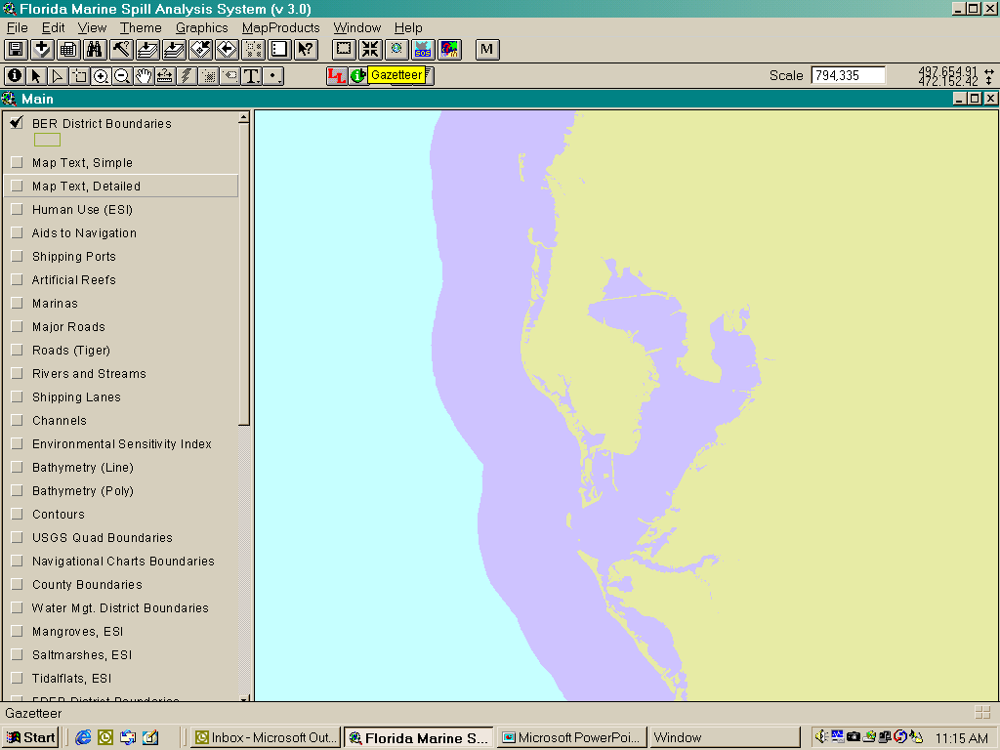 Florida Marine Spill Analysis System (v 3.0)
File Edit View Theme Graphics MapProducts Window Help
M
Gazetteer
Scale 794,335
497,654.91
472,152.42
Main
BER District Boundaries
Map Text, Simple
Map Text, Detailed
Human Use (ESI)
Aids to Navigation
Shipping Ports
Artificial Reefs
Marinas
Major Roads
Roads (Tiger)
Rivers and Streams
Shipping Lanes
Channels
Environmental Sensitivity Index
Bathymetry (Line)
Bathymetry (Poly)
Contours
USGS Quad Boundaries
Navigational Charts Boundaries
County Boundaries
Water Mgt. District Boundaries
Mangroves, ESI
Saltmarshes, ESI
Tidalflats, ESI
FDEP District Boundaries
Gazetteer
Start Inbox - Microsoft Out... Florida Marine S... Microsoft PowerPoi... Window 11:15 AM